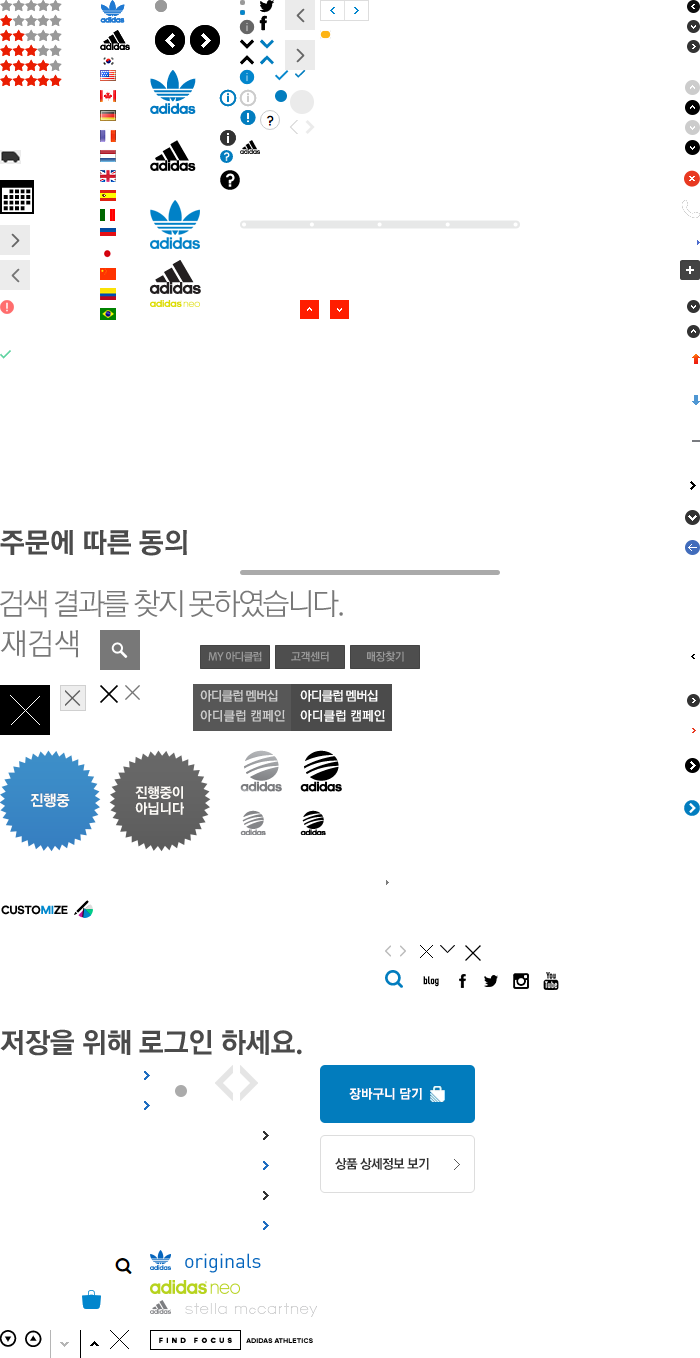 adidas
adidas
adidas
adidas
adidas
adidas neo
주문에 따른 동의
검색 결과를 찾지 못하였습니다.
재검색
MY 아디클럽
고객센터
매장찾기
아디클럽 멤버십
아디클럽 멤버십
아디클럽 캠페인
아디클럽 캠페인
진행중
진행중이
아닙니다
adidas
adidas
adidas
adidas
CUSTOMIZE
blog
You
Tube
저장을 위해 로그인 하세요.
장바구니 담기
상품 상세정보 보기
originals
adidas neo
stella mccartney
FIND FOCUS
ADIDAS ATHLETICS